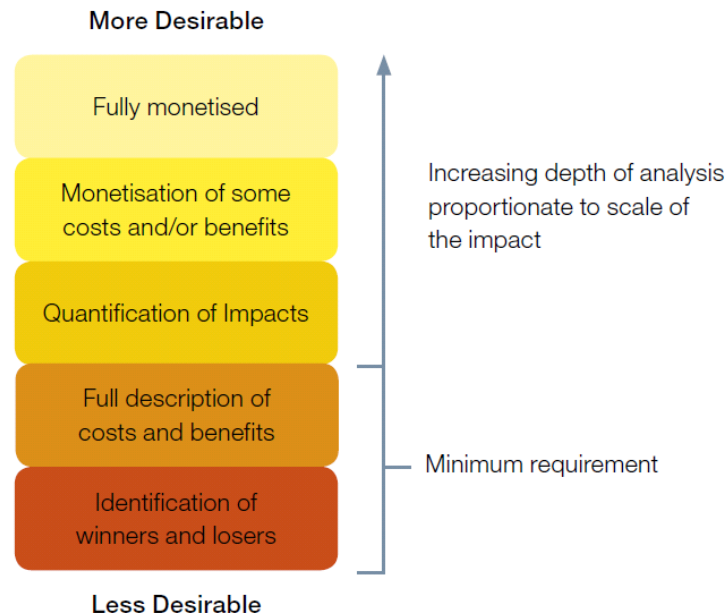 More Desirable
Fully monetised
Monetisation of some
costs and/or benefits
Quantification of Impacts
Full description of
costs and benefits
Identification of
winners and losers
Less Desirable
Increasing depth of analysis
proportionate to scale of
the impact
Minimum requirement